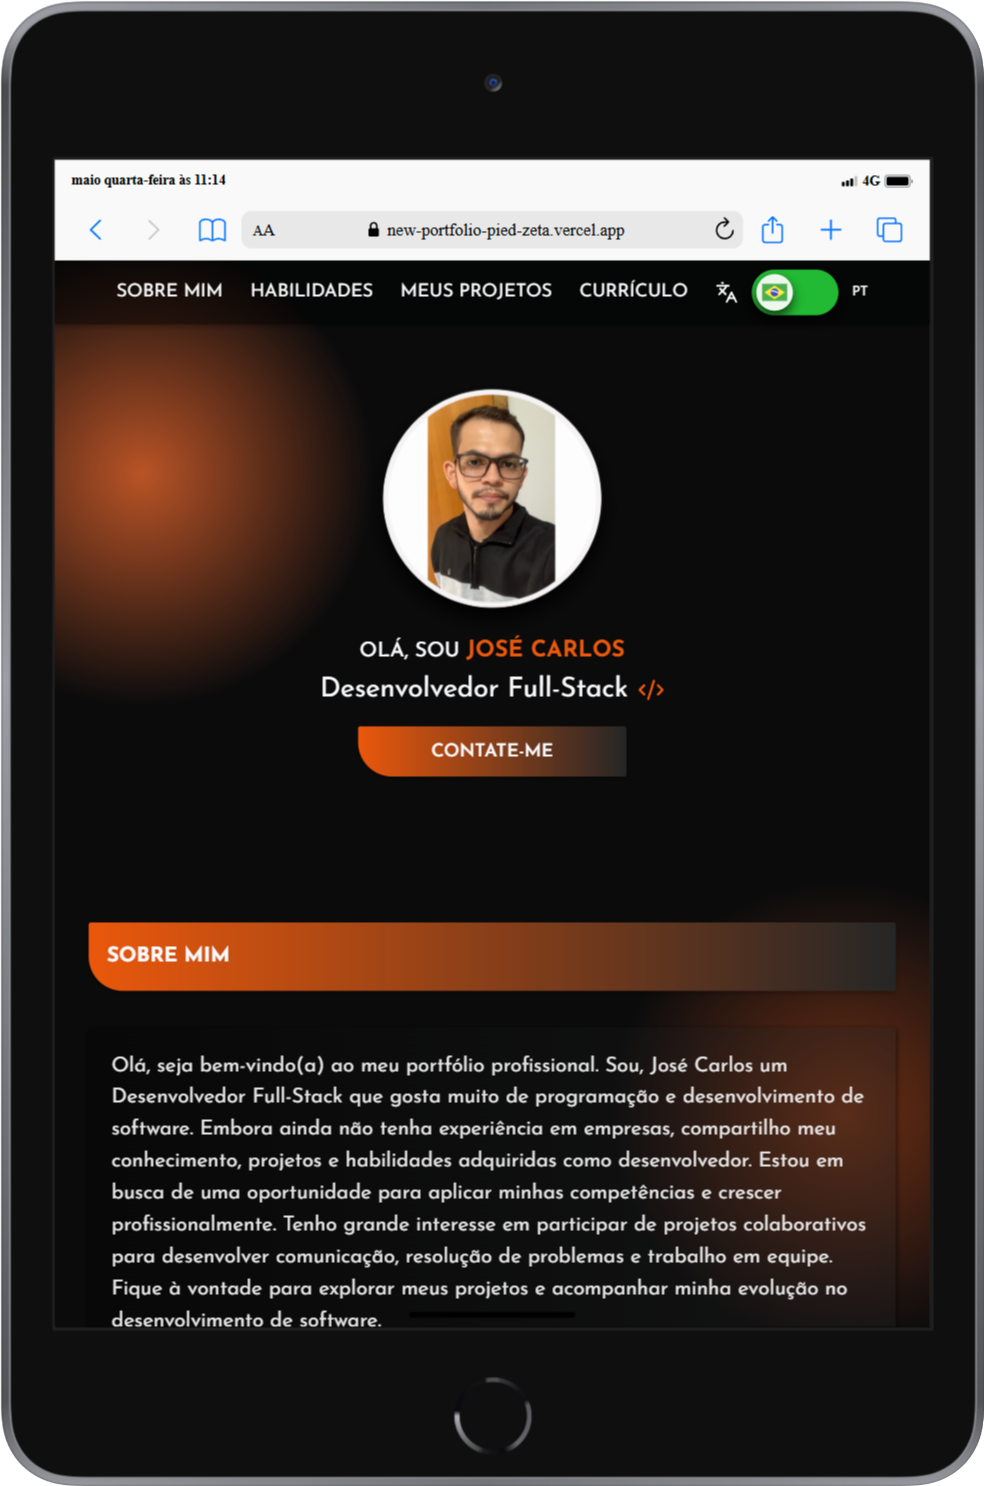 maio quarta-feira às 11:14
4G
AA
new-portfolio-pied-zeta.vercel.app
SOBRE MIM HABILIDADES MEUS PROJETOS CURRÍCULO PT
OLÁ, SOU JOSÉ CARLOS
Desenvolvedor Full-Stack </>
CONTATE-ME
SOBRE MIM
Olá, seja bem-vindo(a) ao meu portfólio profissional. Sou, José Carlos um
Desenvolvedor Full-Stack que gosta muito de programação e desenvolvimento de
software. Embora ainda não tenha experiência em empresas, compartilho meu
conhecimento, projetos e habilidades adquiridas como desenvolvedor. Estou em
busca de uma oportunidade para aplicar minhas competências e crescer
profissionalmente. Tenho grande interesse em participar de projetos colaborativos
para desenvolver comunicação, resolução de problemas e trabalho em equipe.
Fique à vontade para explorar meus projetos e acompanhar minha evolução no
desenvolvimento de software.